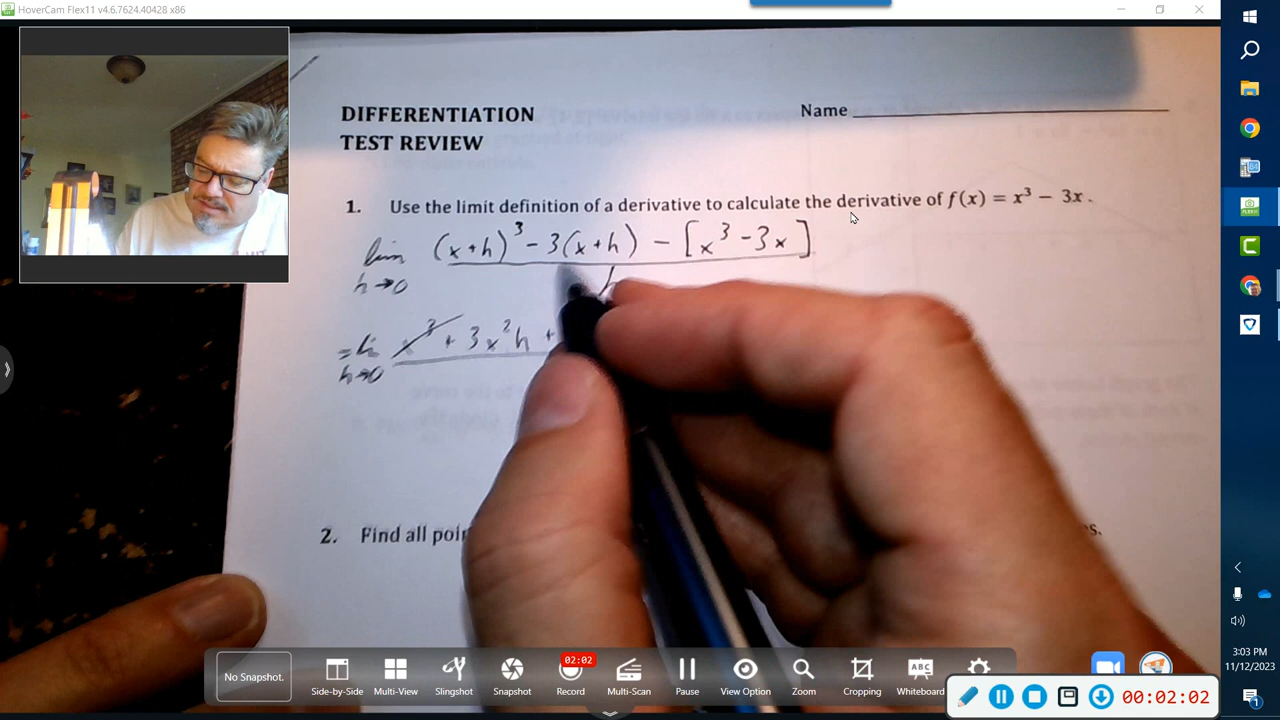 HoverCam Flex11 v4.6.7624.40428 x86
DIFFERENTIATION
TEST REVIEW
Name
1. Use the limit definition of a derivative to calculate the derivative of f(x) = x³ − 3x.
lim h→0 (x+h)³ - 3(x+h) - [x³ - 3x]
h
= li h→0 x³ + 3x²h +
2. Find all poi
s.
No Snapshot.
Side-by-Side
Multi-View
Slingshot
Snapshot
02:02
Record
Multi-Scan
Pause
View Option
Zoom
Cropping
ABC
Whiteboard
00:02:02
FLEX11
3:03 PM
11/12/2023
1